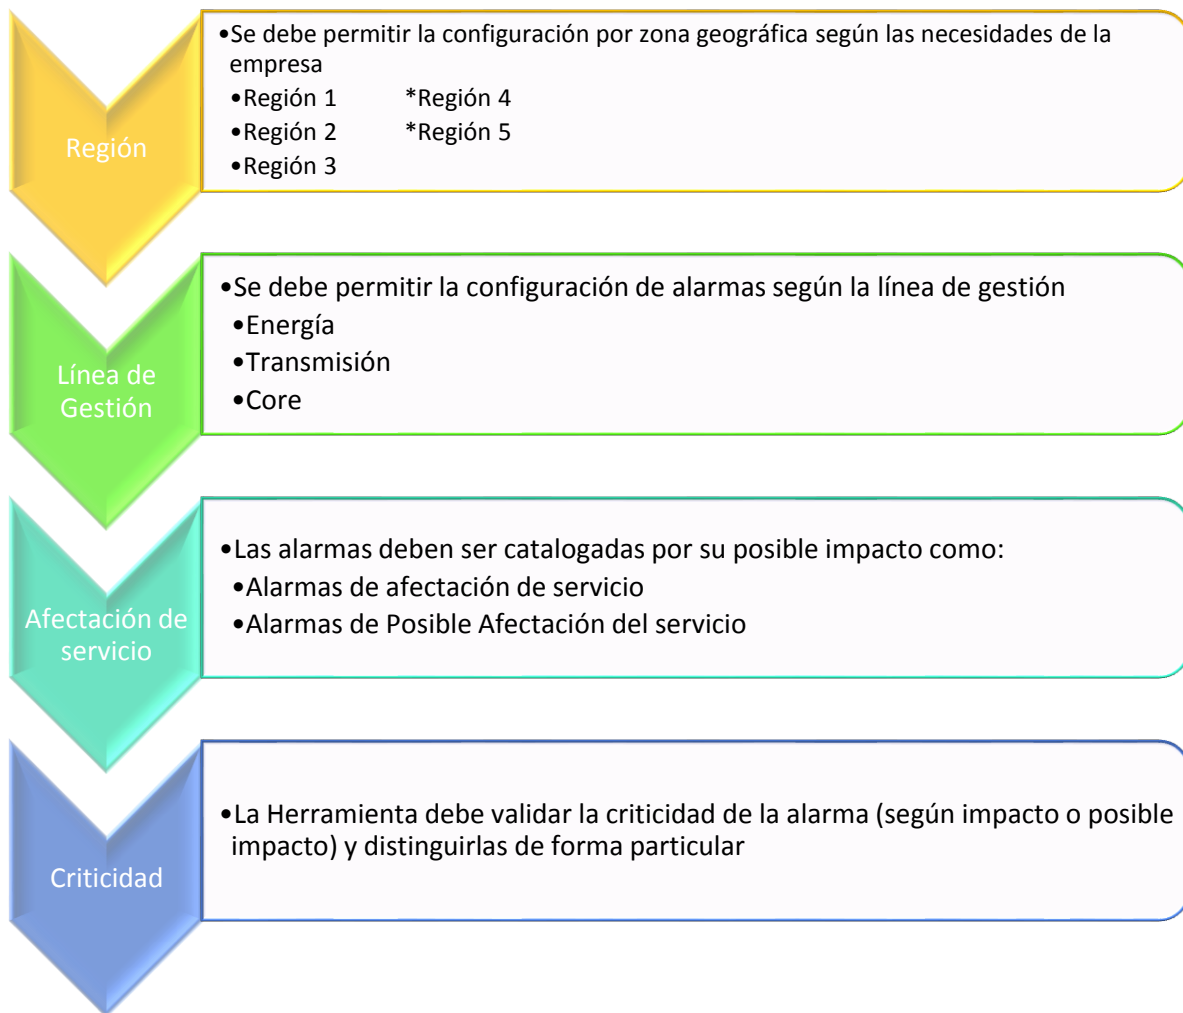 Región
•Se debe permitir la configuración por zona geográfica según las necesidades de la
empresa
•Región 1 *Región 4
•Región 2 *Región 5
•Región 3
Línea de
Gestión
•Se debe permitir la configuración de alarmas según la línea de gestión
•Energía
•Transmisión
•Core
Afectación de
servicio
•Las alarmas deben ser catalogadas por su posible impacto como:
•Alarmas de afectación de servicio
•Alarmas de Posible Afectación del servicio
Criticidad
•La Herramienta debe validar la criticidad de la alarma (según impacto o posible
impacto) y distinguirlas de forma particular